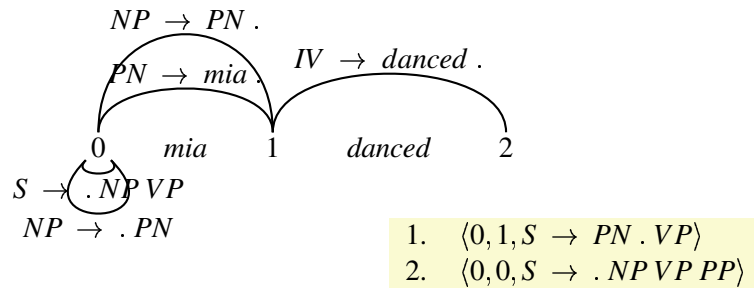 NP → PN .
PN → mia .
IV → danced .
0 mia 1 danced 2
S → . NP VP
NP → . PN
1. ⟨0, 1, S → PN . VP⟩
2. ⟨0, 0, S → . NP VP PP⟩